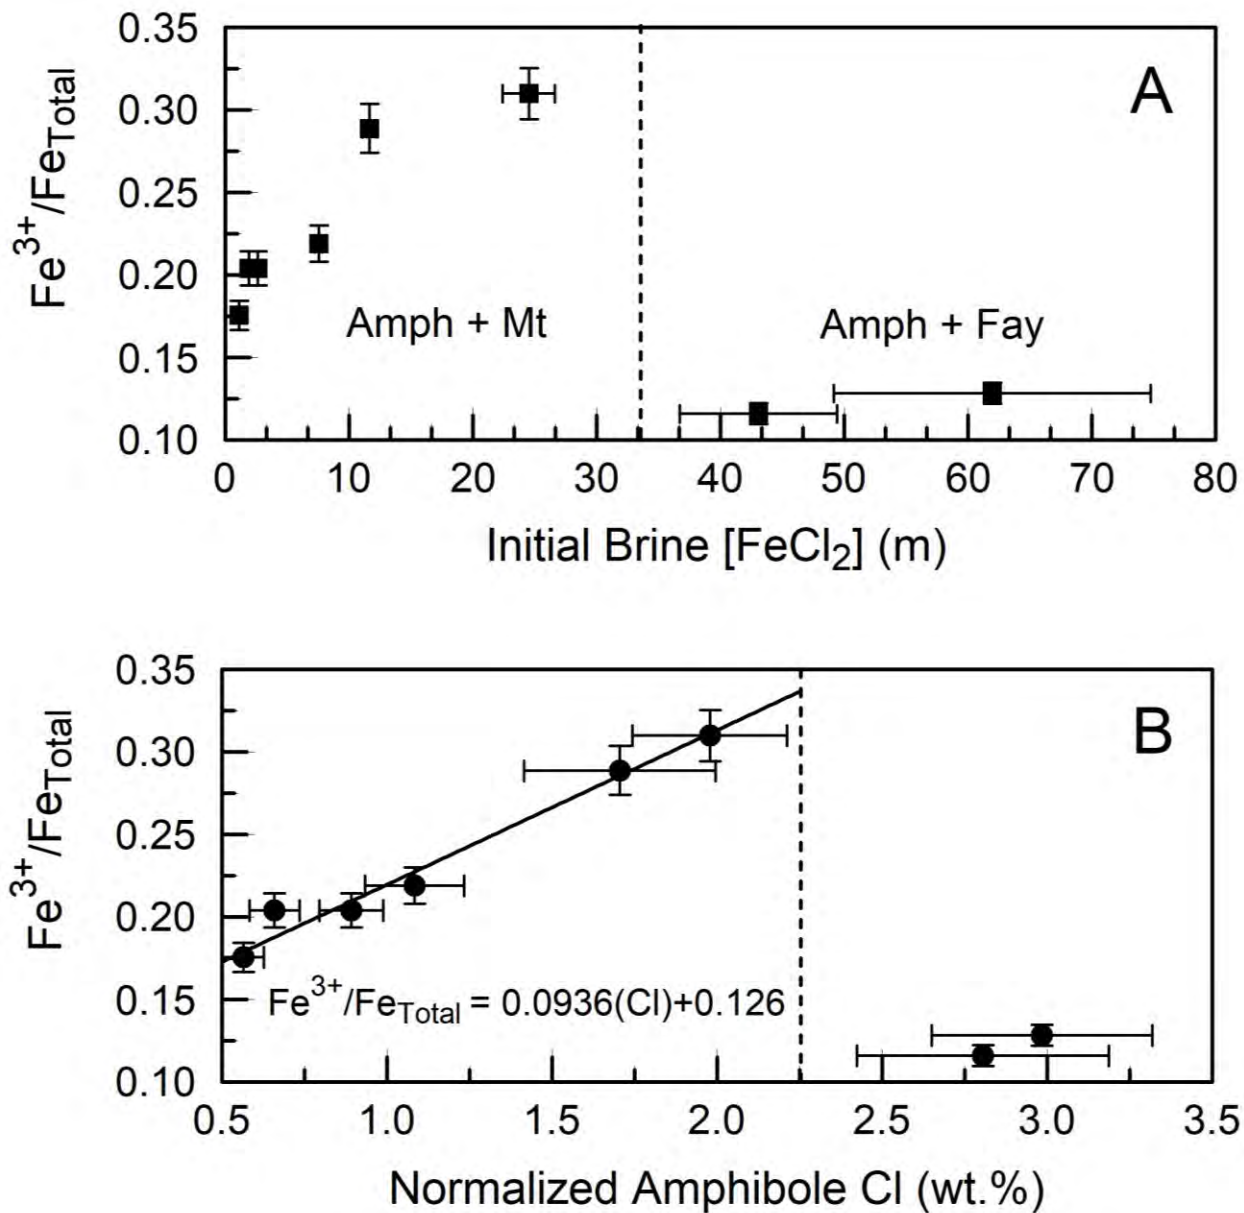 0.35
A
0.30
0.25
0.20
Amph + Mt
Amph + Fay
0.15
0.10
Fe³⁺/Fe_Total
0 10 20 30 40 50 60 70 80
Initial Brine [FeCl₂] (m)
0.35
B
0.30
0.25
0.20
Fe³⁺/Fe_Total = 0.0936(Cl)+0.126
0.15
0.10
Fe³⁺/Fe_Total
0.5 1.0 1.5 2.0 2.5 3.0 3.5
Normalized Amphibole Cl (wt.%)